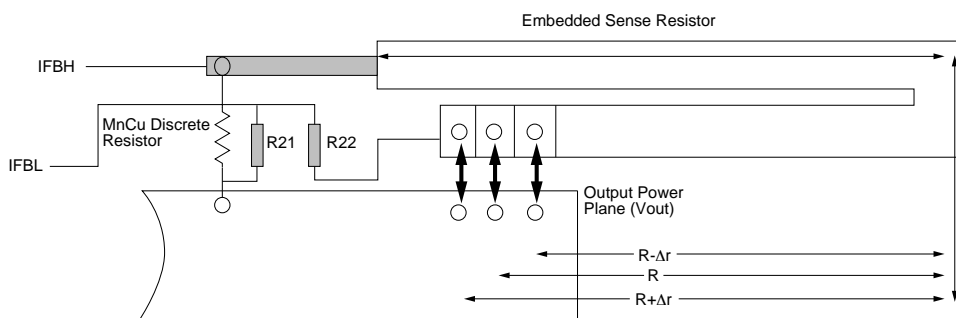 Embedded Sense Resistor
IFBH
MnCu Discrete
Resistor
R21
R22
IFBL
Output Power
Plane (Vout)
R-Δr
R
R+Δr